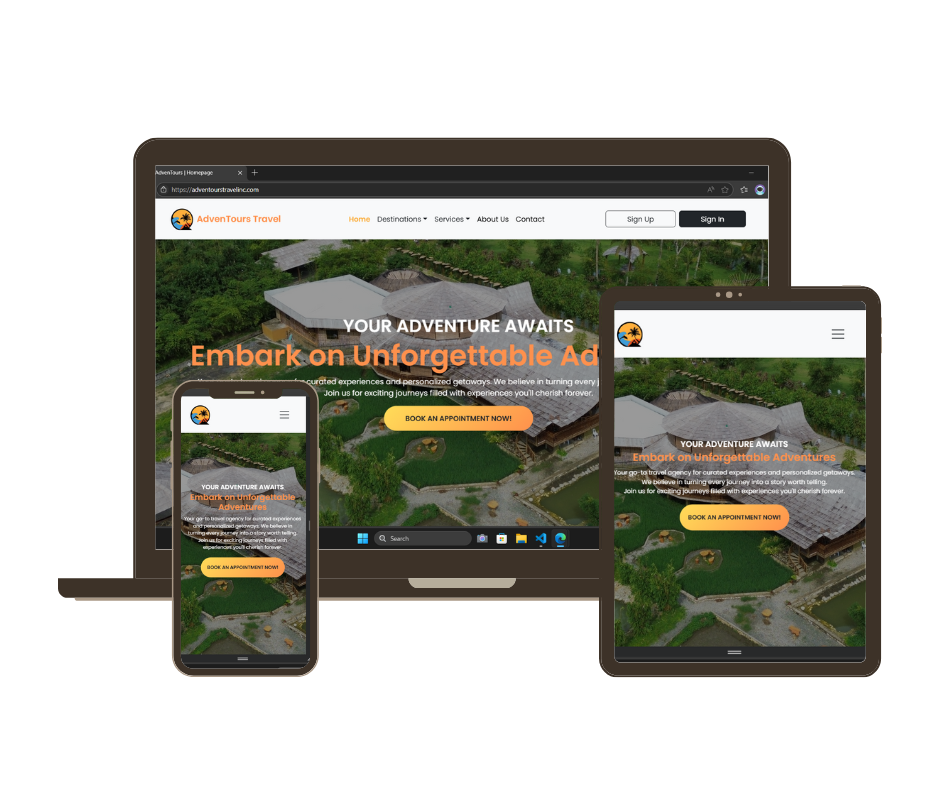 AdvenTours | Homepage
https://adventourstravelinc.com
AdvenTours Travel
Home Destinations Services About Us Contact
Sign Up Sign In
YOUR ADVENTURE AWAITS
Embark on Unforgettable Ad
curated experiences and personalized getaways. We believe in turning every
Join us for exciting journeys filled with experiences you'll cherish forever.
BOOK AN APPOINTMENT NOW!
Search
YOUR ADVENTURE AWAITS
Embark on Unforgettable
Adventures
Your go-to travel agency for curated experiences
and personalized getaways. We believe in
turning every journey into a story worth telling.
Join us for exciting journeys filled with
experiences you'll cherish forever.
BOOK AN APPOINTMENT NOW!
YOUR ADVENTURE AWAITS
Embark on Unforgettable Adventures
Your go-to travel agency for curated experiences and personalized getaways.
We believe in turning every journey into a story worth telling.
Join us for exciting journeys filled with experiences you'll cherish forever.
BOOK AN APPOINTMENT NOW!